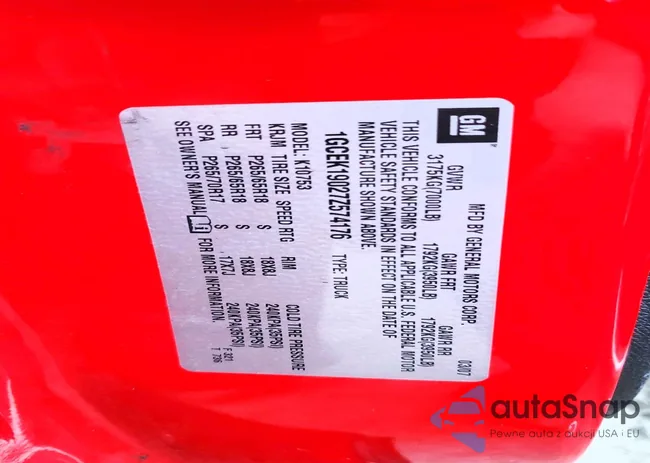 GM
MFD BY GENERAL MOTORS CORP.
03/07
GVWR
GAWR FRT
GAWR RR
3175KG(7000LB)
1792KG(3950LB)
1792KG(3950LB)
THIS VEHICLE CONFORMS TO ALL APPLICABLE U.S. FEDERAL MOTOR
VEHICLE SAFETY STANDARDS IN EFFECT ON THE DATE OF
MANUFACTURE SHOWN ABOVE.
1GCEK19027Z574176
TYPE: TRUCK
MODEL: K10753
KRJM TIRE SIZE SPEED RTG RIM COLD TIRE PRESSURE
FRT P265/65R18 S 18X8J 240KPA(35PSI)
RR P265/65R18 S 18X8J 240KPA(35PSI)
SPA P265/70R17 S 17X7J 240KPA(35PSI)
SEE OWNER'S MANUAL FOR MORE INFORMATION.
F 321
T 736
autaSnap
Pewne auta z aukcji USA i EU